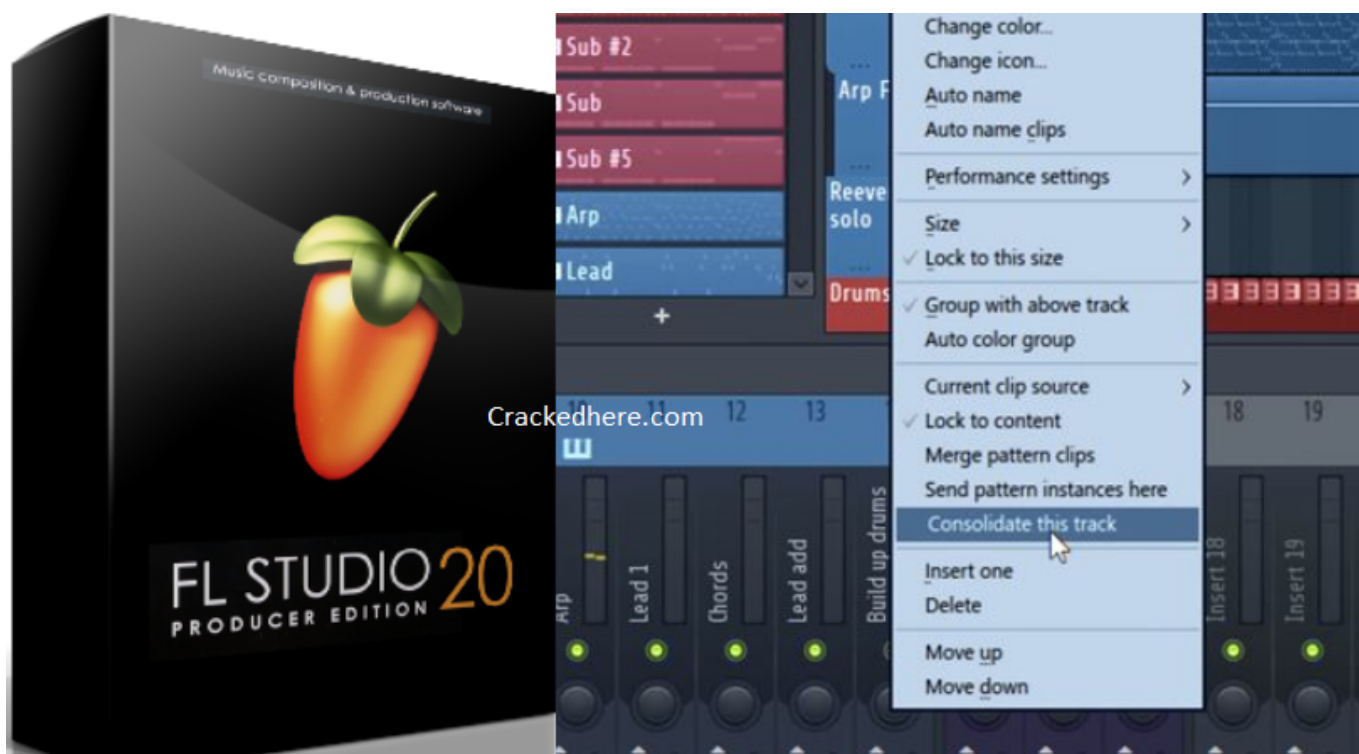 Music composition & production software
FL STUDIO 20
PRODUCER EDITION
Crackedhere.com
Sub #2
Sub
Sub #5
Arp
Lead
+
Arp
Reeve
solo
Drums
Change color...
Change icon...
Auto name
Auto name clips
Performance settings
Size
Lock to this size
Group with above track
Auto color group
Current clip source
Lock to content
Merge pattern clips
Send pattern instances here
Consolidate this track
Insert one
Delete
Move up
Move down
10 11 12 13 18 19
Arp
Lead 1
Chords
Lead add
Build up drums
Insert 18
Insert 19